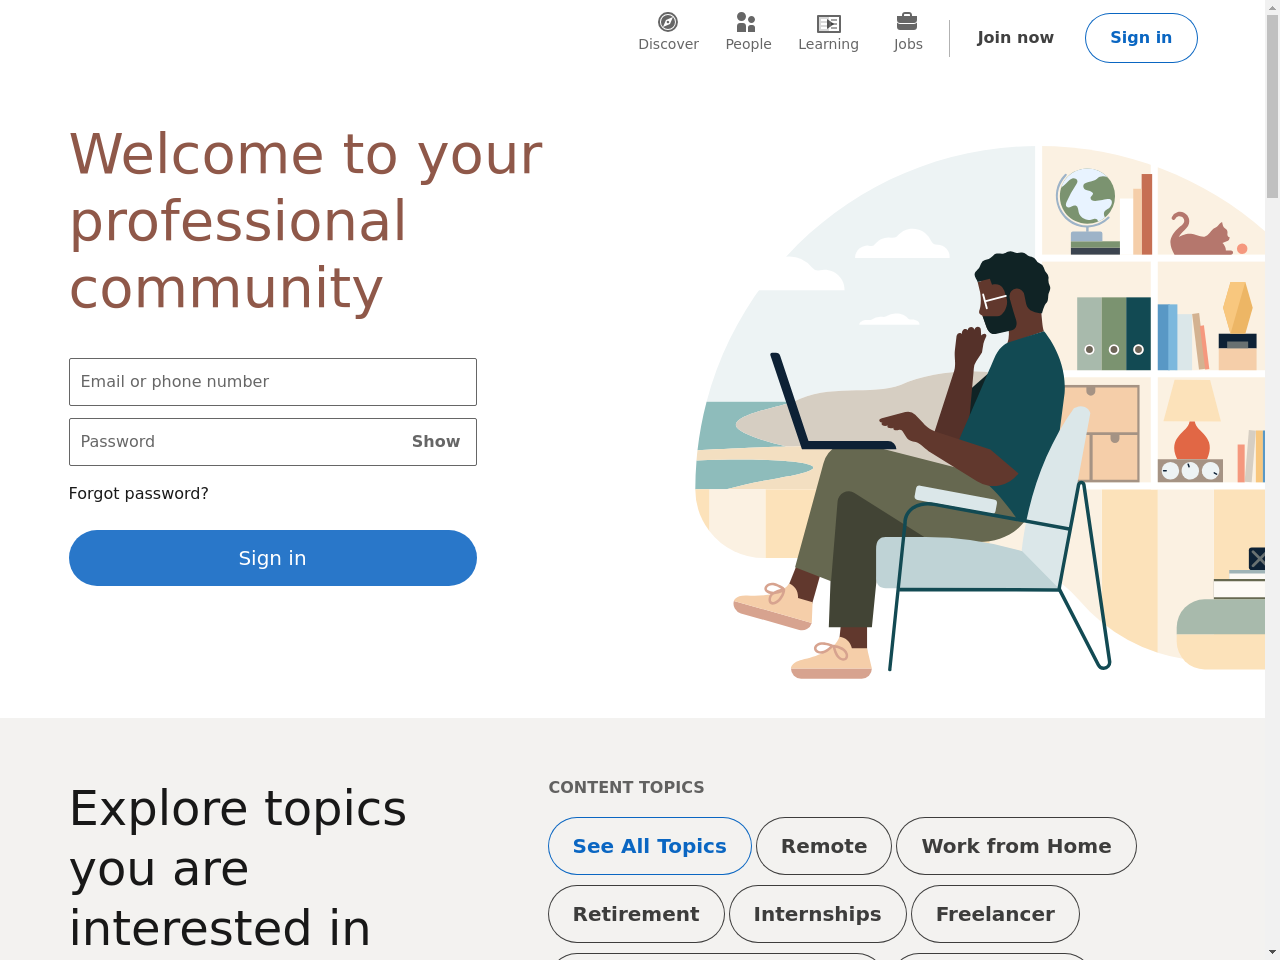 Discover
People
Learning
Jobs
Join now
Sign in
Welcome to your
professional
community
Email or phone number
Password
Show
Forgot password?
Sign in
Explore topics
you are
interested in
CONTENT TOPICS
See All Topics
Remote
Work from Home
Retirement
Internships
Freelancer